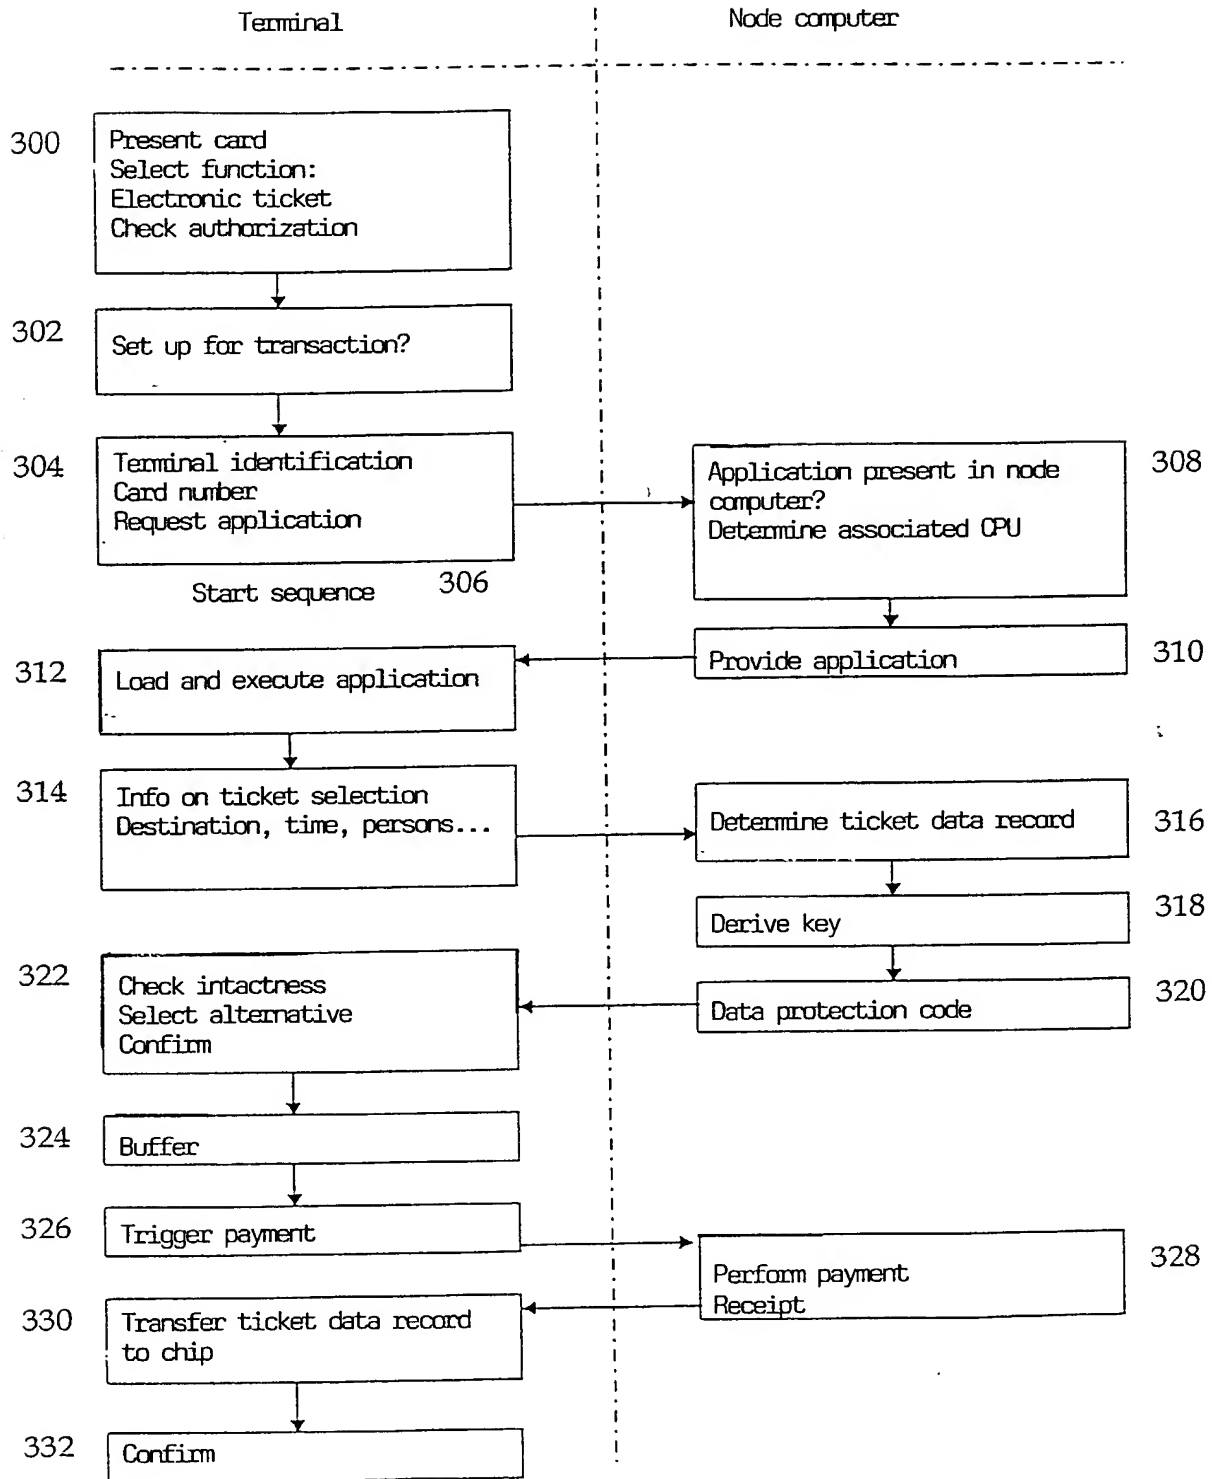 Terminal
Node computer
300
Present card
Select function:
Electronic ticket
Check authorization
302
Set up for transaction?
304
Terminal identification
Card number
Request application
Application present in node
computer?
Determine associated CPU
308
Start sequence
306
Provide application
310
312
Load and execute application
314
Info on ticket selection
Destination, time, persons...
Determine ticket data record
316
Derive key
318
322
Check intactness
Select alternative
Confirm
Data protection code
320
324
Buffer
326
Trigger payment
Perform payment
Receipt
328
330
Transfer ticket data record
to chip
332
Confirm